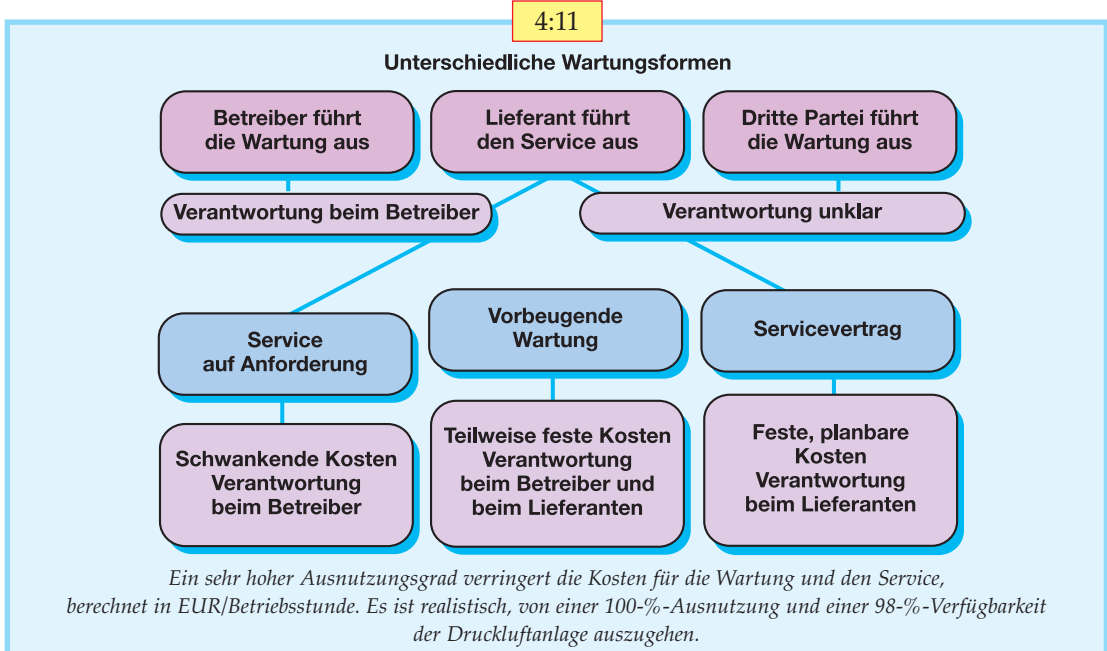 4:11
Unterschiedliche Wartungsformen
Betreiber führt
die Wartung aus
Lieferant führt
den Service aus
Dritte Partei führt
die Wartung aus
Verantwortung beim Betreiber
Verantwortung unklar
Service
auf Anforderung
Vorbeugende
Wartung
Servicevertrag
Schwankende Kosten
Verantwortung
beim Betreiber
Teilweise feste Kosten
Verantwortung
beim Betreiber und
beim Lieferanten
Feste, planbare
Kosten
Verantwortung
beim Lieferanten
Ein sehr hoher Ausnutzungsgrad verringert die Kosten für die Wartung und den Service,
berechnet in EUR/Betriebsstunde. Es ist realistisch, von einer 100-%-Ausnutzung und einer 98-%-Verfügbarkeit
der Druckluftanlage auszugehen.